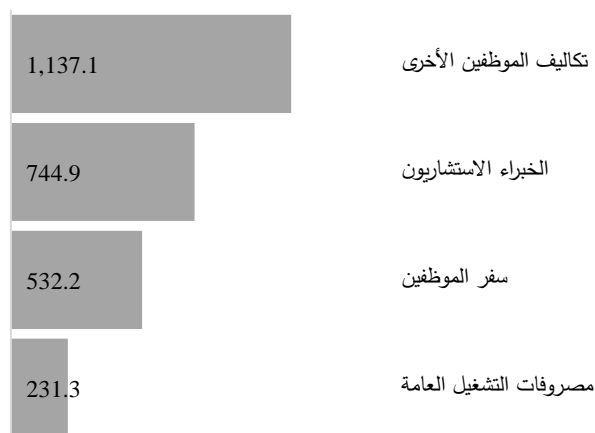 تكاليف الموظفين الأخرى
1,137.1
الخبراء الاستشاريون
744.9
سفر الموظفين
532.2
مصروفات التشغيل العامة
231.3